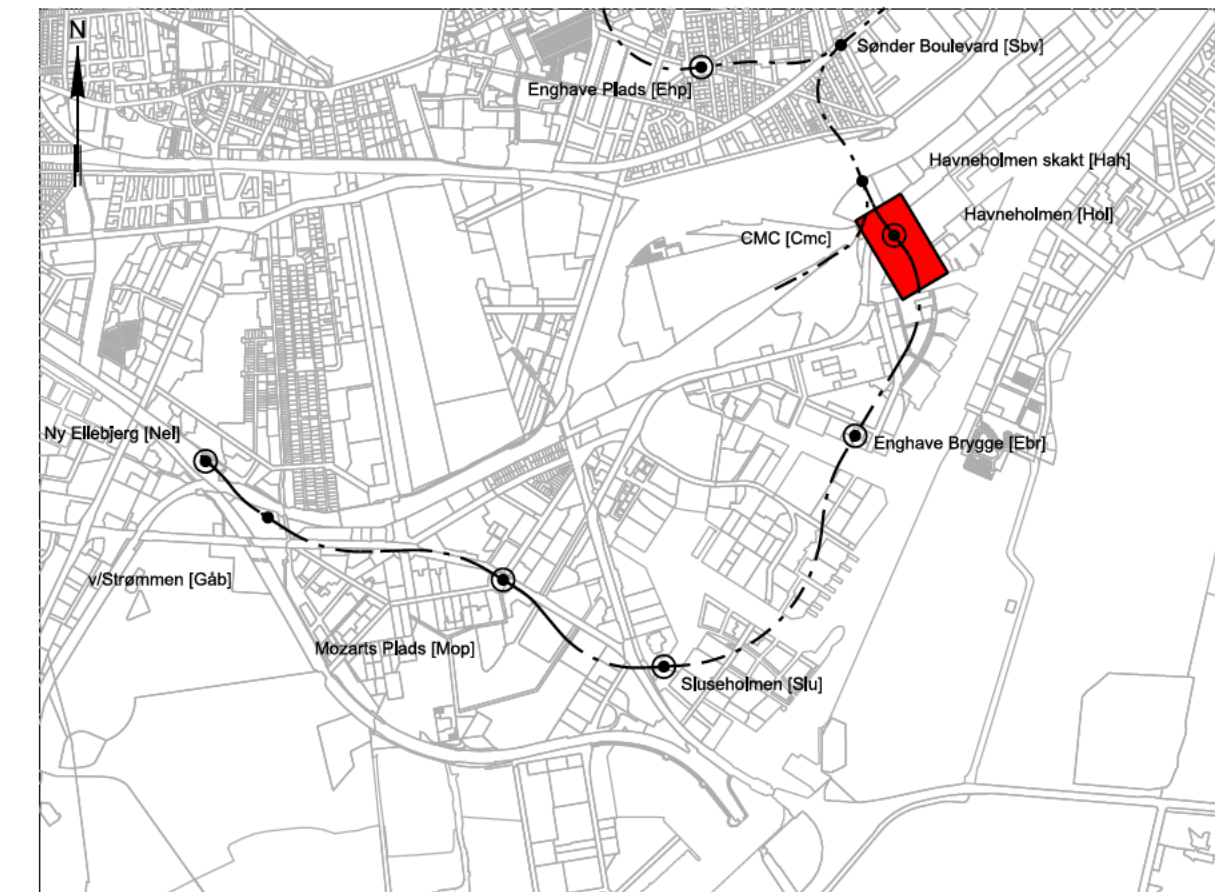 N
Sønder Boulevard [Sbv]
Enghave Plads [Ehp]
Havneholmen skakt [Hah]
Havneholmen [Hol]
CMC [Cmc]
Ny Ellebjerg [Nel]
Enghave Brygge [Ebr]
v/Strømmen [Gåb]
Mozarts Plads [Mop]
Sluseholmen [Slu]